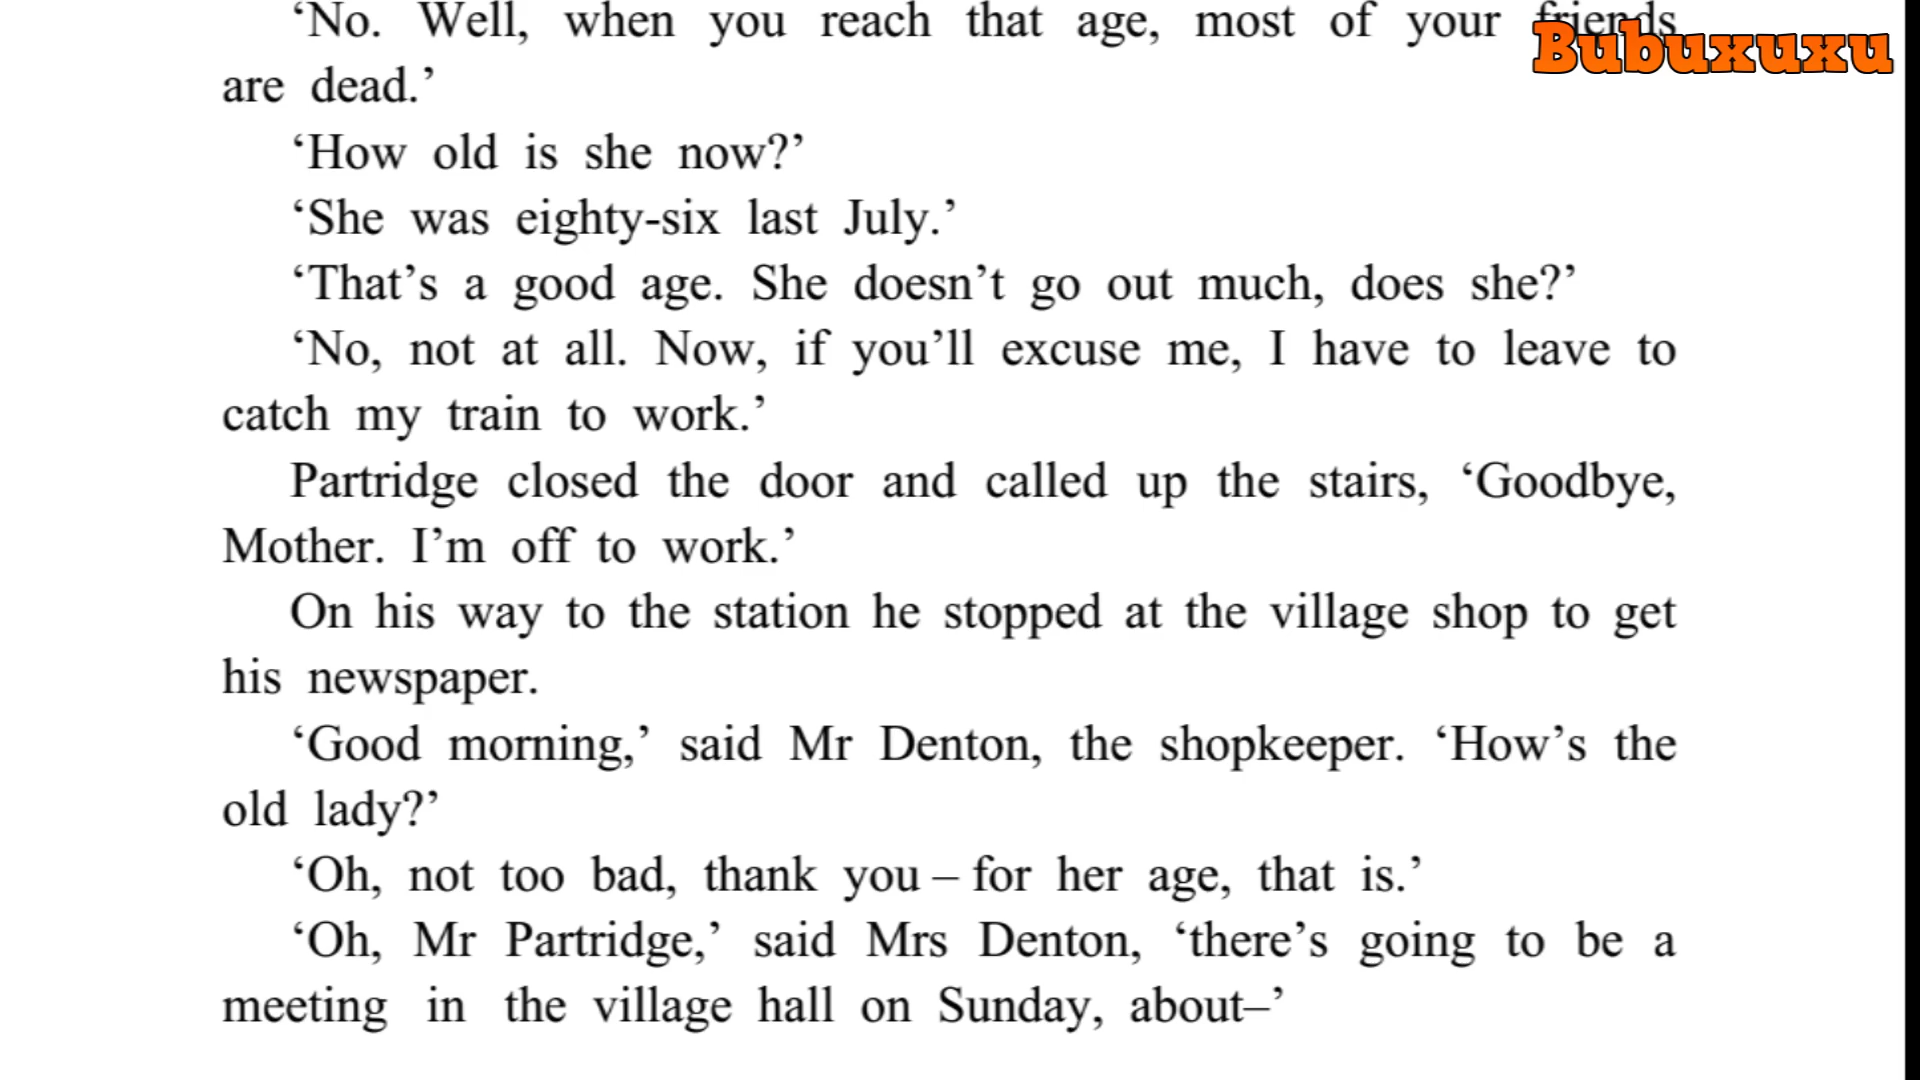 ‘No. Well, when you reach that age, most of your friends
Bubuxuxu
are dead.’
‘How old is she now?’
‘She was eighty-six last July.’
‘That’s a good age. She doesn’t go out much, does she?’
‘No, not at all. Now, if you’ll excuse me, I have to leave to
catch my train to work.’
Partridge closed the door and called up the stairs, ‘Goodbye,
Mother. I’m off to work.’
On his way to the station he stopped at the village shop to get
his newspaper.
‘Good morning,’ said Mr Denton, the shopkeeper. ‘How’s the
old lady?’
‘Oh, not too bad, thank you – for her age, that is.’
‘Oh, Mr Partridge,’ said Mrs Denton, ‘there’s going to be a
meeting in the village hall on Sunday, about–’